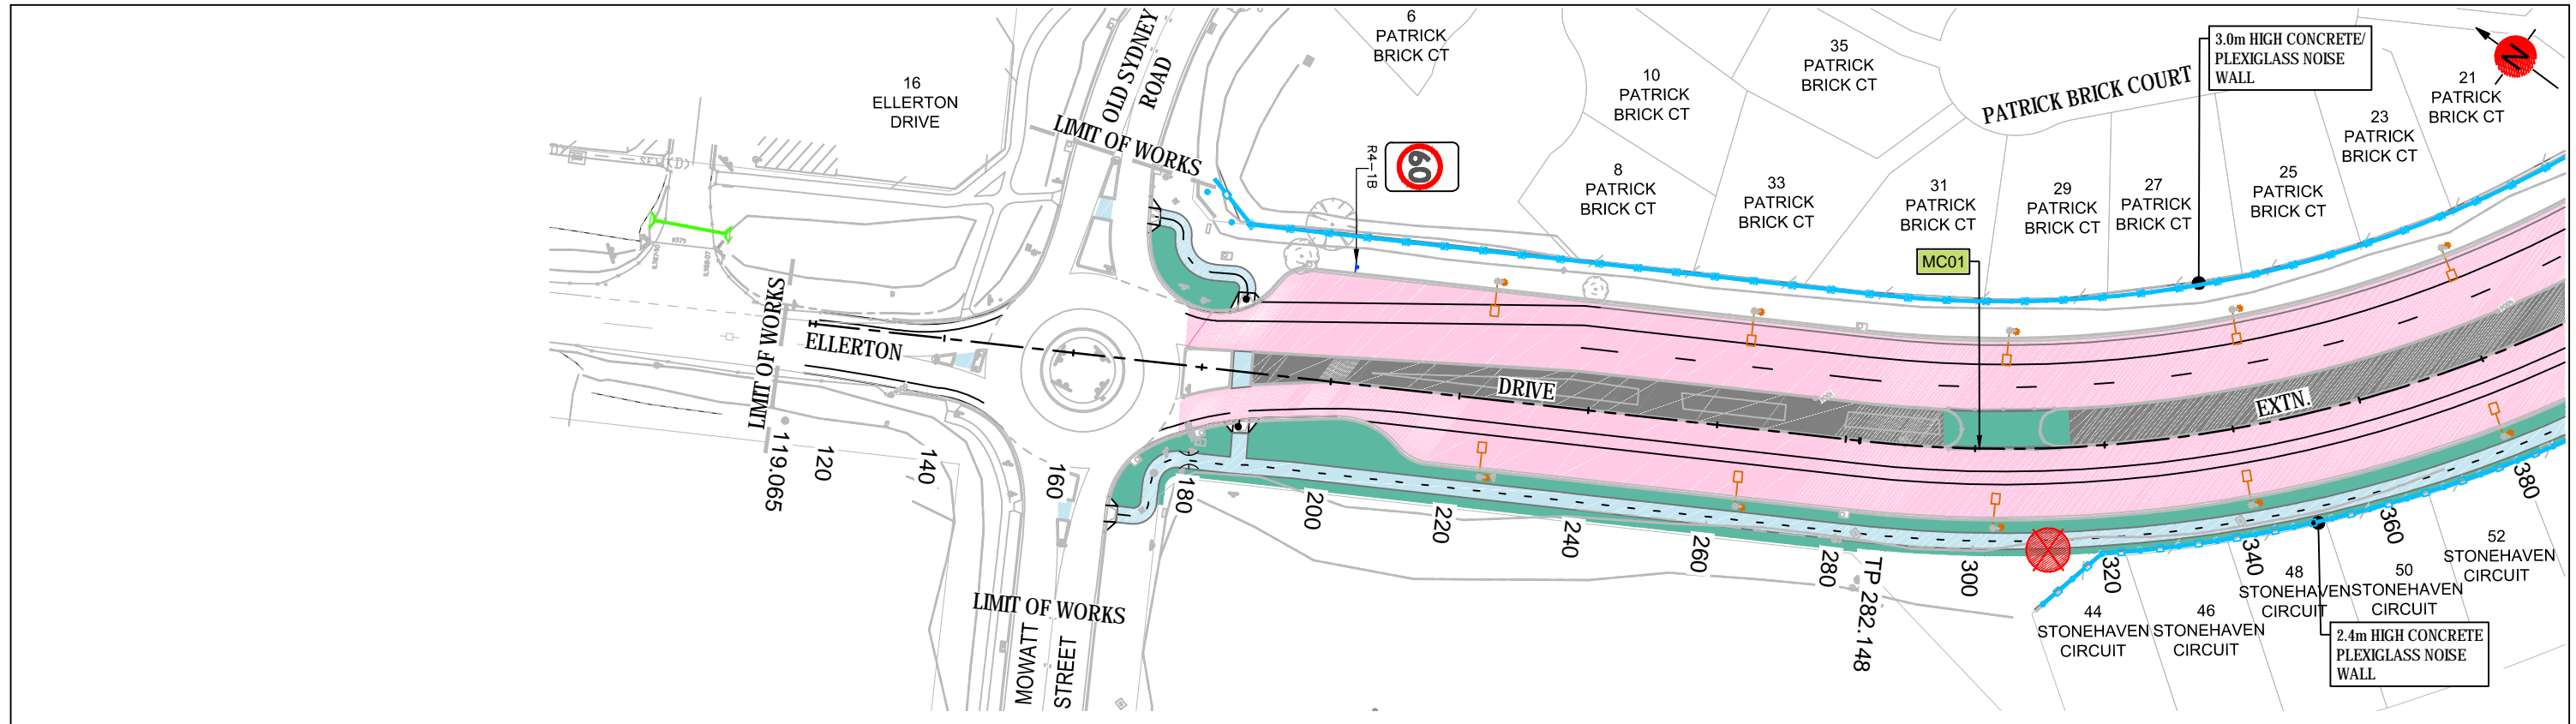 16
ELLERTON
DRIVE
OLD SYDNEY
ROAD
LIMIT OF WORKS
6
PATRICK
BRICK CT
R4-1B
60
10
PATRICK
BRICK CT
8
PATRICK
BRICK CT
35
PATRICK
BRICK CT
33
PATRICK
BRICK CT
31
PATRICK
BRICK CT
29
PATRICK
BRICK CT
27
PATRICK
BRICK CT
25
PATRICK
BRICK CT
23
PATRICK
BRICK CT
21
PATRICK
BRICK CT
PATRICK BRICK COURT
3.0m HIGH CONCRETE/
PLEXIGLASS NOISE
WALL
N
MC01
LIMIT OF WORKS
ELLERTON
DRIVE
EXTN.
119.065
120
140
160
180
200
220
240
260
280
TP 282.148
300
320
340
360
380
LIMIT OF WORKS
MOWATT
STREET
44
STONEHAVEN
CIRCUIT
46
STONEHAVEN
CIRCUIT
48
STONEHAVEN
CIRCUIT
50
STONEHAVEN
CIRCUIT
52
STONEHAVEN
CIRCUIT
2.4m HIGH CONCRETE
PLEXIGLASS NOISE
WALL